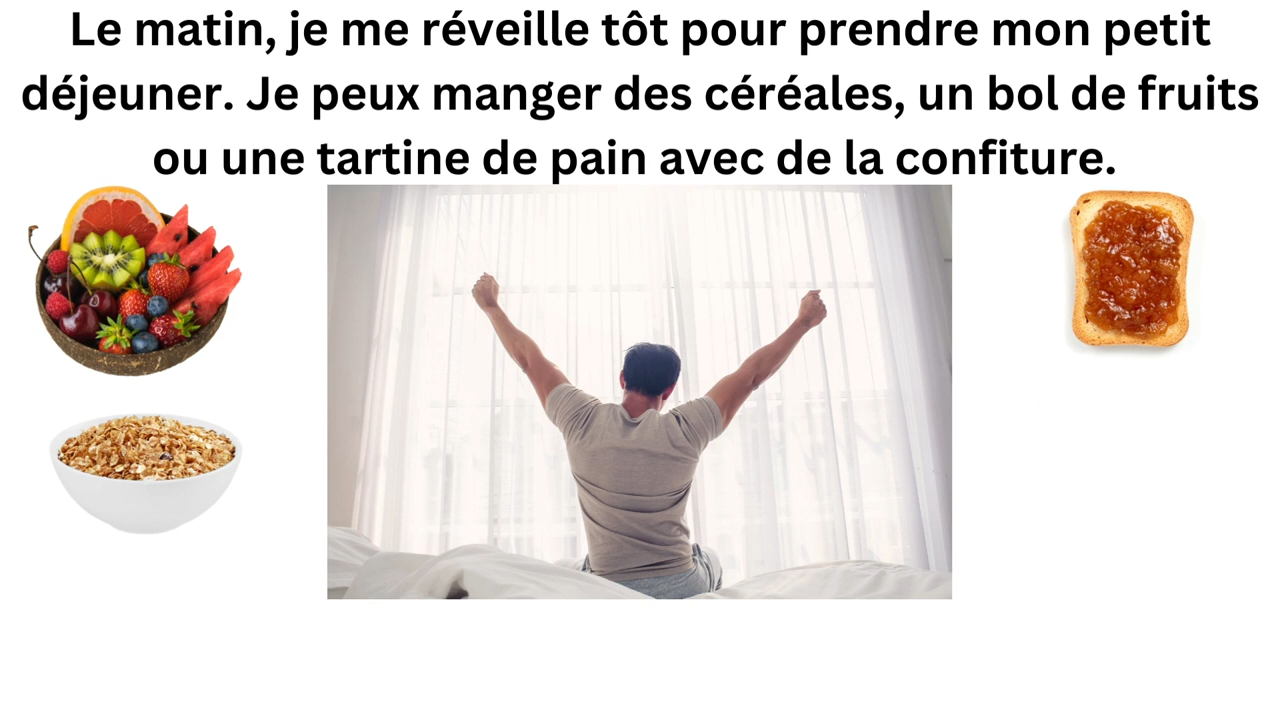 Le matin, je me réveille tôt pour prendre mon petit
déjeuner. Je peux manger des céréales, un bol de fruits
ou une tartine de pain avec de la confiture.